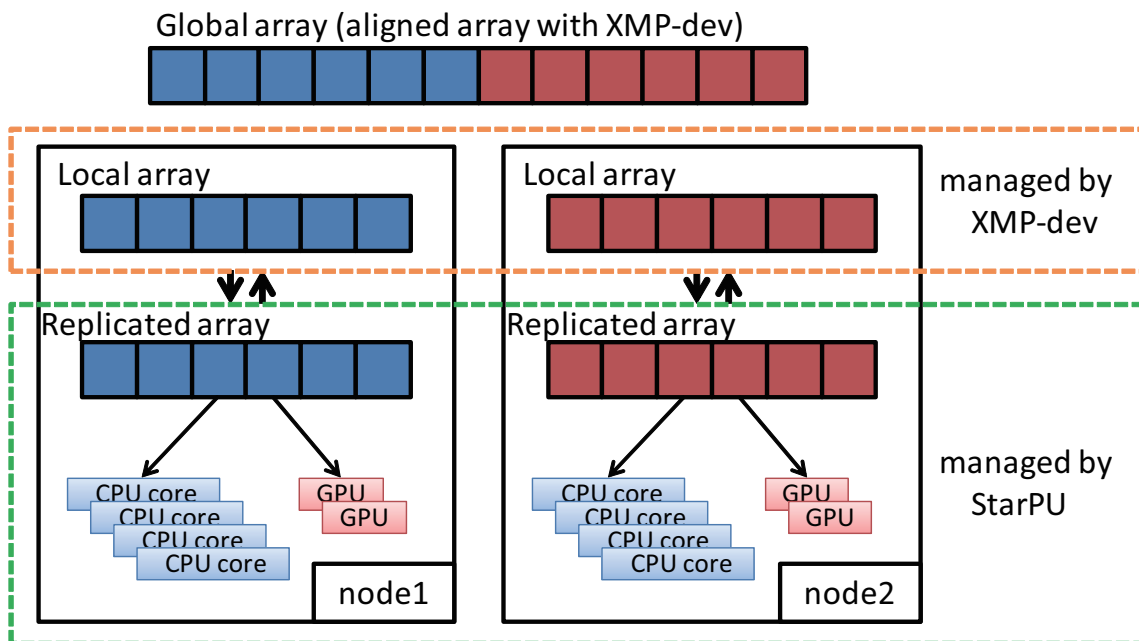 Global array (aligned array with XMP-dev)
Local array
Local array
managed by
XMP-dev
Replicated array
Replicated array
CPU core
CPU core
CPU core
CPU core
GPU
GPU
CPU core
CPU core
CPU core
CPU core
GPU
GPU
managed by
StarPU
node1
node2